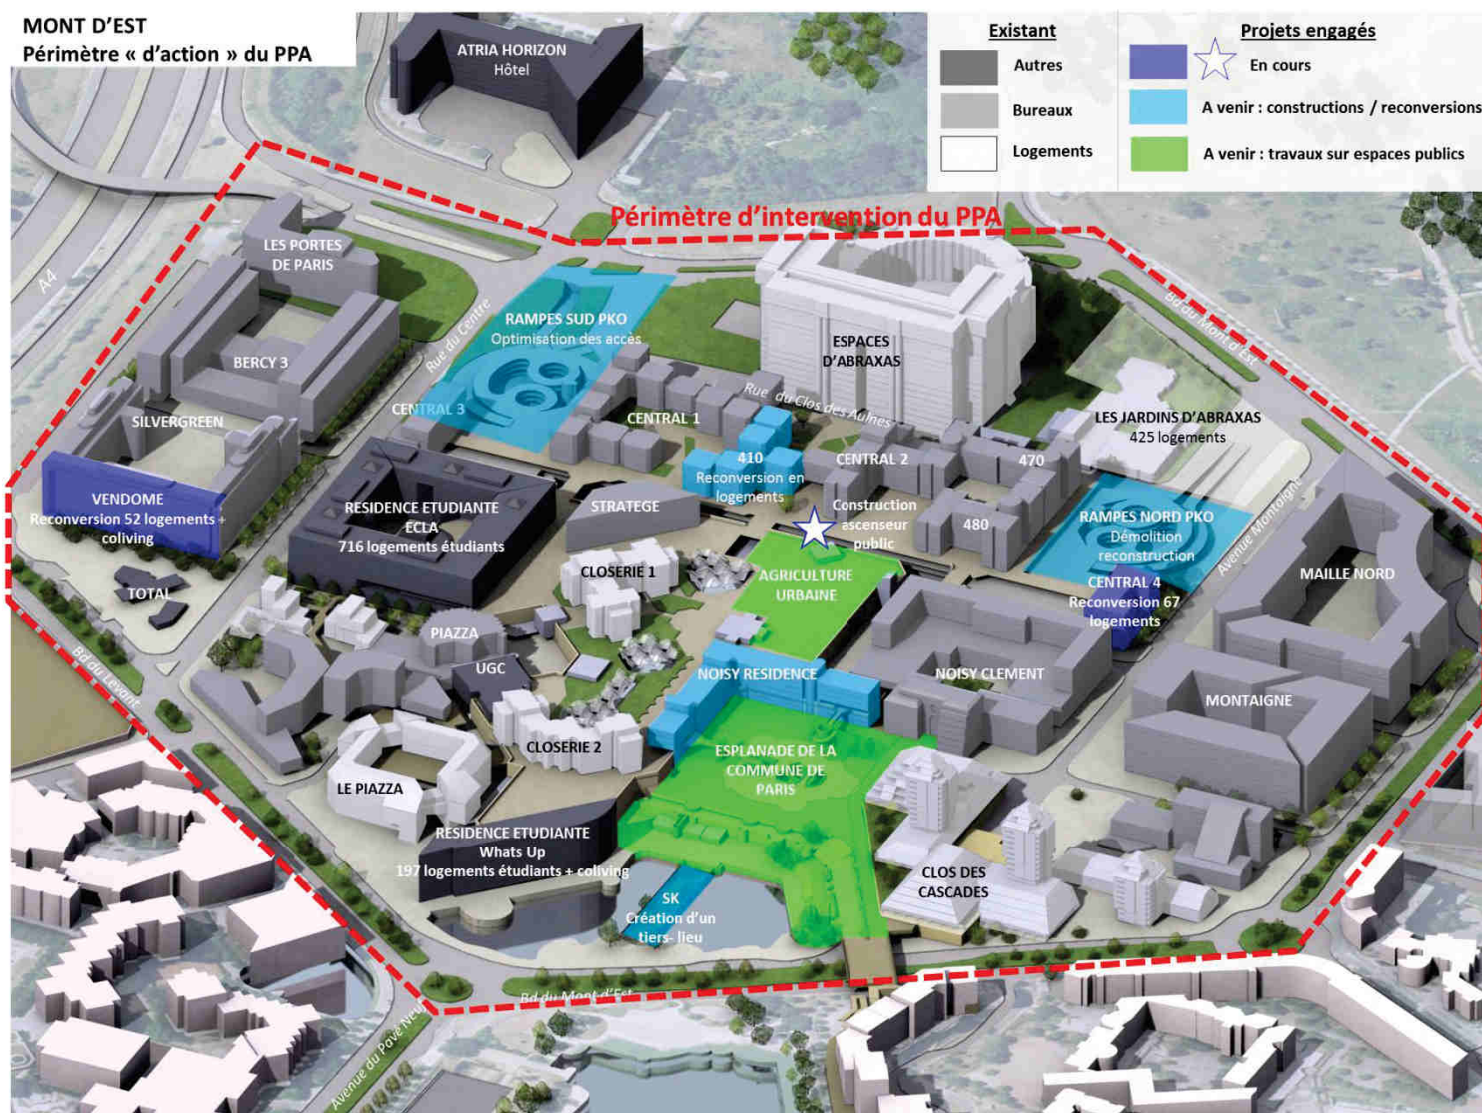 MONT D'EST
Périmètre « d'action » du PPA
ATRIA HORIZON
Hôtel
Existant
Autres
Bureaux
Logements
Projets engagés
En cours
A venir : constructions / reconversions
A venir : travaux sur espaces publics
Périmètre d'intervention du PPA
A4
LES PORTES
DE PARIS
BERCY 3
SILVERGREEN
VENDOME
Reconversion 52 logements +
coliving
TOTAL
Rue du Centre
RAMPES SUD PKO
Optimisation des accès
CENTRAL 3
CENTRAL 1
ESPACES
D'ABRAXAS
Rue du Clos des Aulnes
Bd du Mont d'Est
LES JARDINS D'ABRAXAS
425 logements
410
Reconversion en
logements
CENTRAL 2
470
480
RESIDENCE ETUDIANTE
ECLA
716 logements étudiants
STRATEGE
Construction
ascenseur
public
RAMPES NORD PKO
Démolition
reconstruction
Avenue Montaigne
CENTRAL 4
Reconversion 67
logements
MAILLE NORD
CLOSERIE 1
AGRICULTURE
URBAINE
PIAZZA
UGC
NOISY RESIDENCE
NOISY CLEMENT
MONTAIGNE
Bd du Levant
CLOSERIE 2
LE PIAZZA
ESPLANADE DE LA
COMMUNE DE
PARIS
RESIDENCE ETUDIANTE
Whats Up
197 logements étudiants + coliving
SK
Création d'un
tiers- lieu
CLOS DES
CASCADES
Bd du Mont d'Est
Avenue du Pavé Neuf